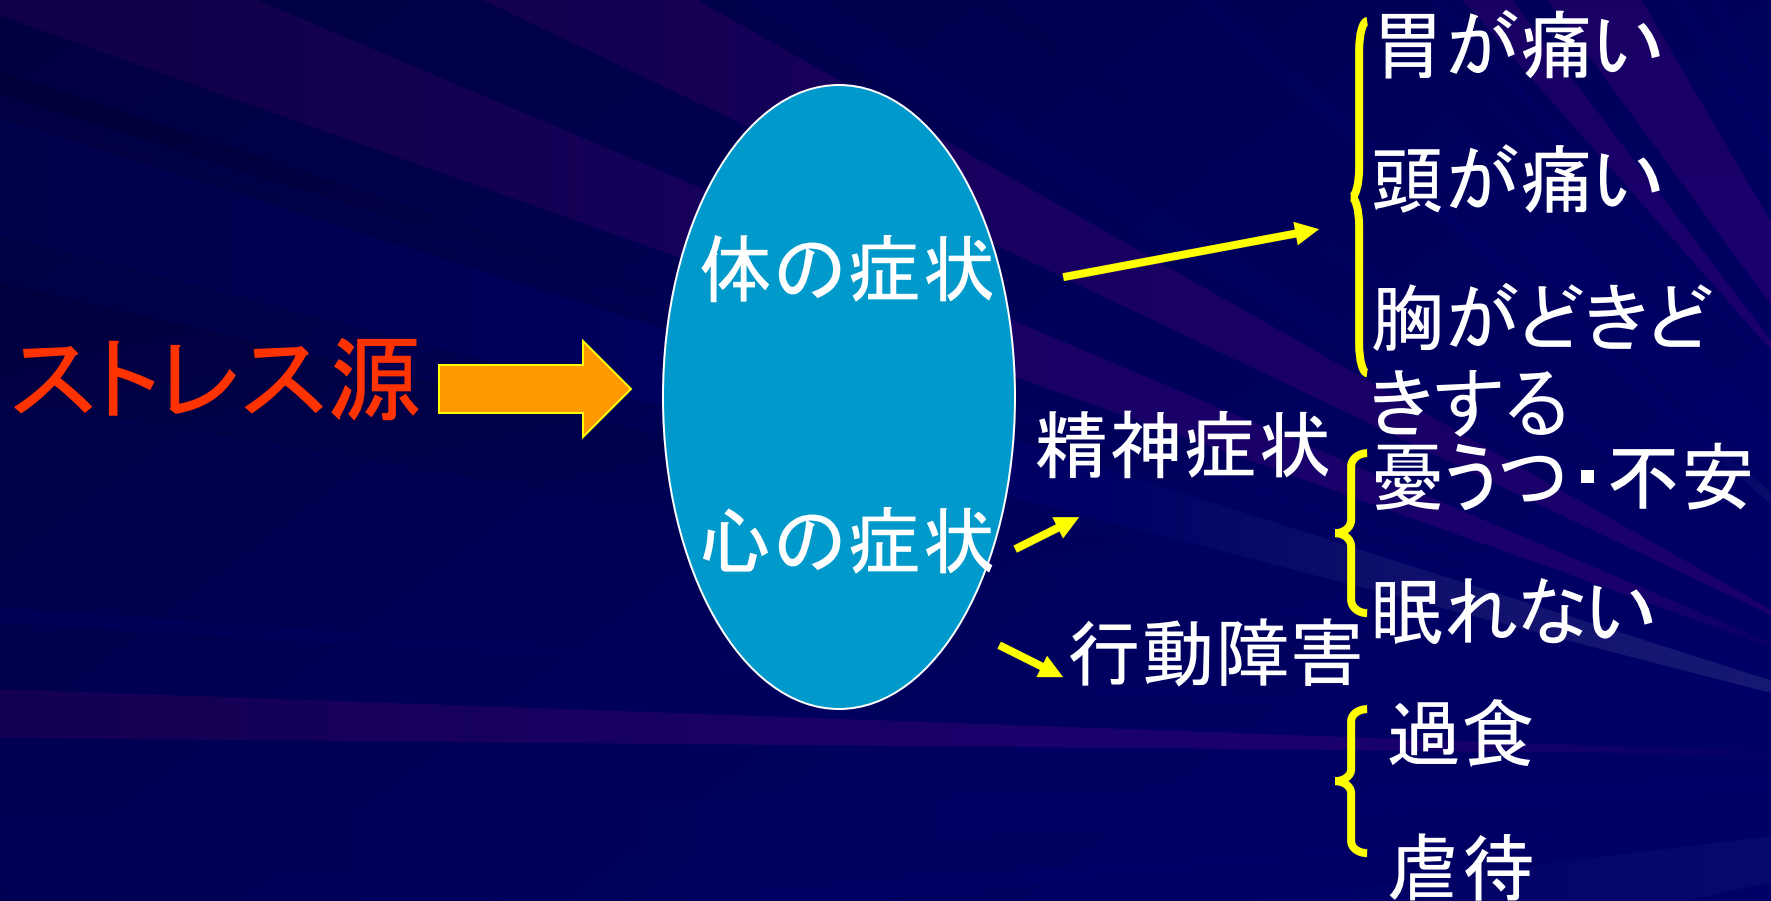 ストレス源
体の症状
心の症状
胃が痛い
頭が痛い
胸がどきど
きする
精神症状
憂うつ・不安
眠れない
行動障害
過食
虐待